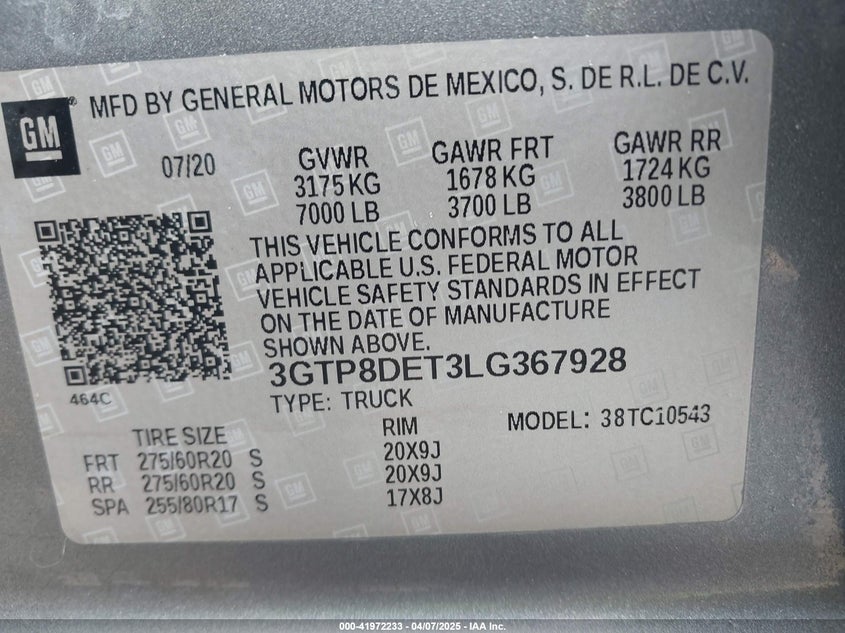 GM
MFD BY GENERAL MOTORS DE MEXICO, S. DE R.L. DE C.V.
07/20
GVWR GAWR FRT GAWR RR
3175 KG 1678 KG 1724 KG
7000 LB 3700 LB 3800 LB
THIS VEHICLE CONFORMS TO ALL
APPLICABLE U.S. FEDERAL MOTOR
VEHICLE SAFETY STANDARDS IN EFFECT
ON THE DATE OF MANUFACTURE
SHOWN ABOVE.
3GTP8DET3LG367928
464C
TYPE: TRUCK
MODEL: 38TC10543
TIRE SIZE RIM
FRT 275/60R20 S 20X9J
RR 275/60R20 S 20X9J
SPA 255/80R17 S 17X8J
000-41972233 - 04/07/2025 - IAA Inc.